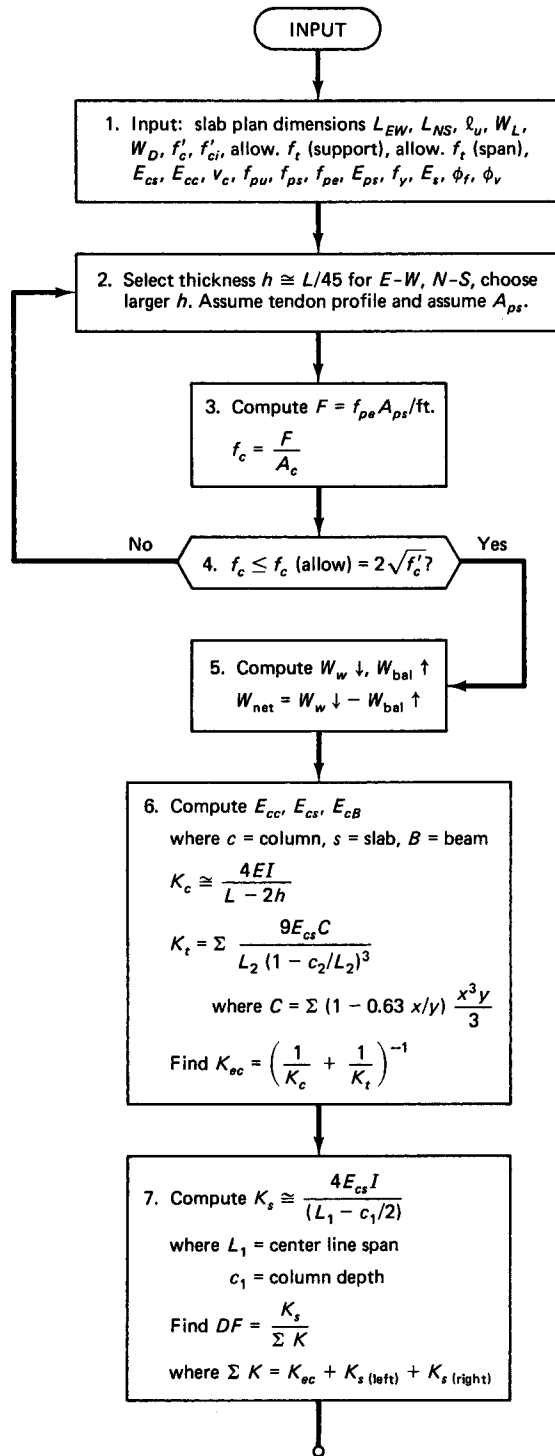 INPUT
1. Input: slab plan dimensions L_EW, L_NS, ℓ_u, W_L,
W_D, f′_c, f′_ci, allow. f_t (support), allow. f_t (span),
E_cs, E_cc, v_c, f_pu, f_ps, f_pe, E_ps, f_y, E_s, ϕ_f, ϕ_v
2. Select thickness h ≅ L/45 for E-W, N-S, choose
larger h. Assume tendon profile and assume A_ps.
3. Compute F = f_pe A_ps/ft.
f_c = F/A_c
No
4. f_c ≤ f_c (allow) = 2√f′_c?
Yes
5. Compute W_w ↓, W_bal ↑
W_net = W_w ↓ − W_bal ↑
6. Compute E_cc, E_cs, E_cB
where c = column, s = slab, B = beam
K_c ≅ 4EI/(L − 2h)
K_t = Σ 9E_cs C/(L_2 (1 − c_2/L_2)^3)
where C = Σ (1 − 0.63 x/y) x^3 y/3
Find K_ec = (1/K_c + 1/K_t)^−1
7. Compute K_s ≅ 4E_cs I/(L_1 − c_1/2)
where L_1 = center line span
c_1 = column depth
Find DF = K_s/Σ K
where Σ K = K_ec + K_s (left) + K_s (right)